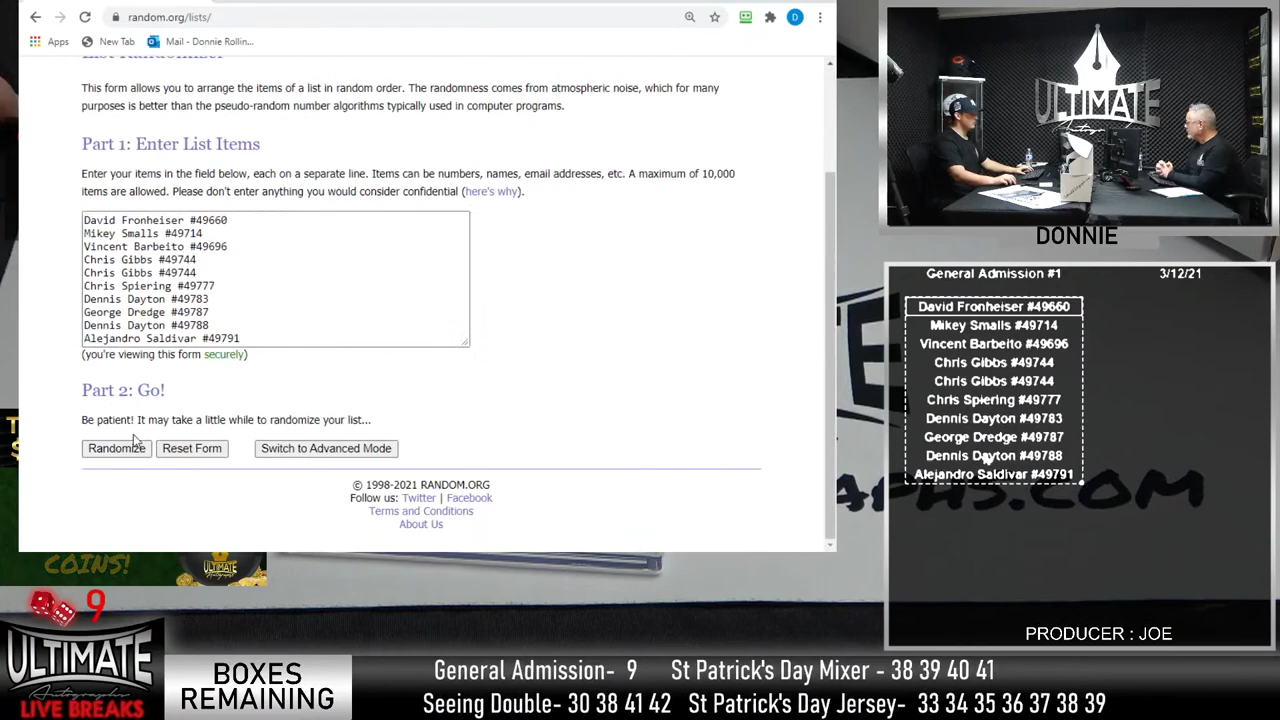 random.org/lists/
Apps
New Tab
Mail - Donnie Rollin...
D
List Randomizer
This form allows you to arrange the items of a list in random order. The randomness comes from atmospheric noise, which for many
purposes is better than the pseudo-random number algorithms typically used in computer programs.
Part 1: Enter List Items
Enter your items in the field below, each on a separate line. Items can be numbers, names, email addresses, etc. A maximum of 10,000
items are allowed. Please don't enter anything you would consider confidential (here's why).
David Fronheiser #49660
Mikey Smalls #49714
Vincent Barbeito #49696
Chris Gibbs #49744
Chris Gibbs #49744
Chris Spiering #49777
Dennis Dayton #49783
George Dredge #49787
Dennis Dayton #49788
Alejandro Saldivar #49791
(you're viewing this form securely)
Part 2: Go!
Be patient! It may take a little while to randomize your list...
Randomize
Reset Form
Switch to Advanced Mode
© 1998-2021 RANDOM.ORG
Follow us: Twitter | Facebook
Terms and Conditions
About Us
ULTIMATE
DONNIE
General Admission #1
3/12/21
David Fronheiser #49660
Mikey Smalls #49714
Vincent Barbeito #49696
Chris Gibbs #49744
Chris Gibbs #49744
Chris Spiering #49777
Dennis Dayton #49783
George Dredge #49787
Dennis Dayton #49788
Alejandro Saldivar #49791
PRODUCER : JOE
COINS!
ULTIMATE
9
ULTIMATE
Autographs
LIVE BREAKS
BOXES
REMAINING
General Admission- 9
St Patrick's Day Mixer - 38 39 40 41
Seeing Double- 30 38 41 42
St Patrick's Day Jersey- 33 34 35 36 37 38 39